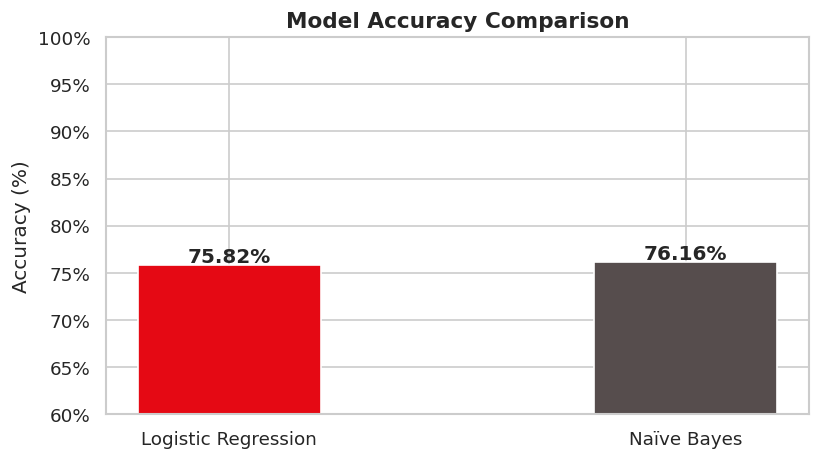 Model Accuracy Comparison
100%
95%
90%
85%
80%
75%
70%
65%
60%
Accuracy (%)
75.82%
76.16%
Logistic Regression
Naïve Bayes